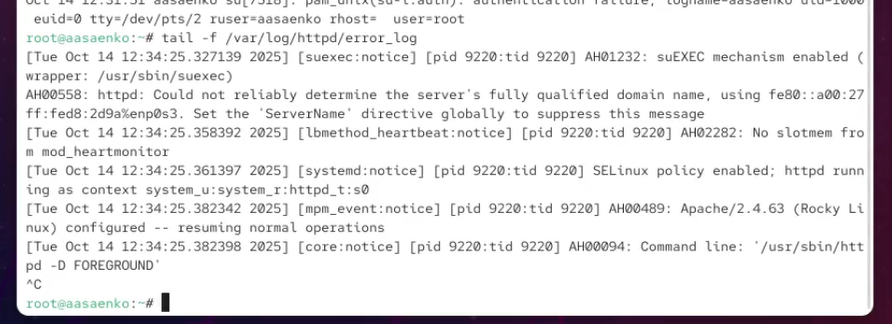 Oct 14 12:31:51 aasaenko su[7518]: pam_unix(su-l:auth): authentication failure; logname=aasaenko uid=1000
euid=0 tty=/dev/pts/2 ruser=aasaenko rhost=  user=root
root@aasaenko:~# tail -f /var/log/httpd/error_log
[Tue Oct 14 12:34:25.327139 2025] [suexec:notice] [pid 9220:tid 9220] AH01232: suEXEC mechanism enabled (
wrapper: /usr/sbin/suexec)
AH00558: httpd: Could not reliably determine the server's fully qualified domain name, using fe80::a00:27
ff:fed8:2d9a%enp0s3. Set the 'ServerName' directive globally to suppress this message
[Tue Oct 14 12:34:25.358392 2025] [lbmethod_heartbeat:notice] [pid 9220:tid 9220] AH02282: No slotmem fro
m mod_heartmonitor
[Tue Oct 14 12:34:25.361397 2025] [systemd:notice] [pid 9220:tid 9220] SELinux policy enabled; httpd runn
ing as context system_u:system_r:httpd_t:s0
[Tue Oct 14 12:34:25.382342 2025] [mpm_event:notice] [pid 9220:tid 9220] AH00489: Apache/2.4.63 (Rocky Li
nux) configured -- resuming normal operations
[Tue Oct 14 12:34:25.382398 2025] [core:notice] [pid 9220:tid 9220] AH00094: Command line: '/usr/sbin/htt
pd -D FOREGROUND'
^C
root@aasaenko:~#